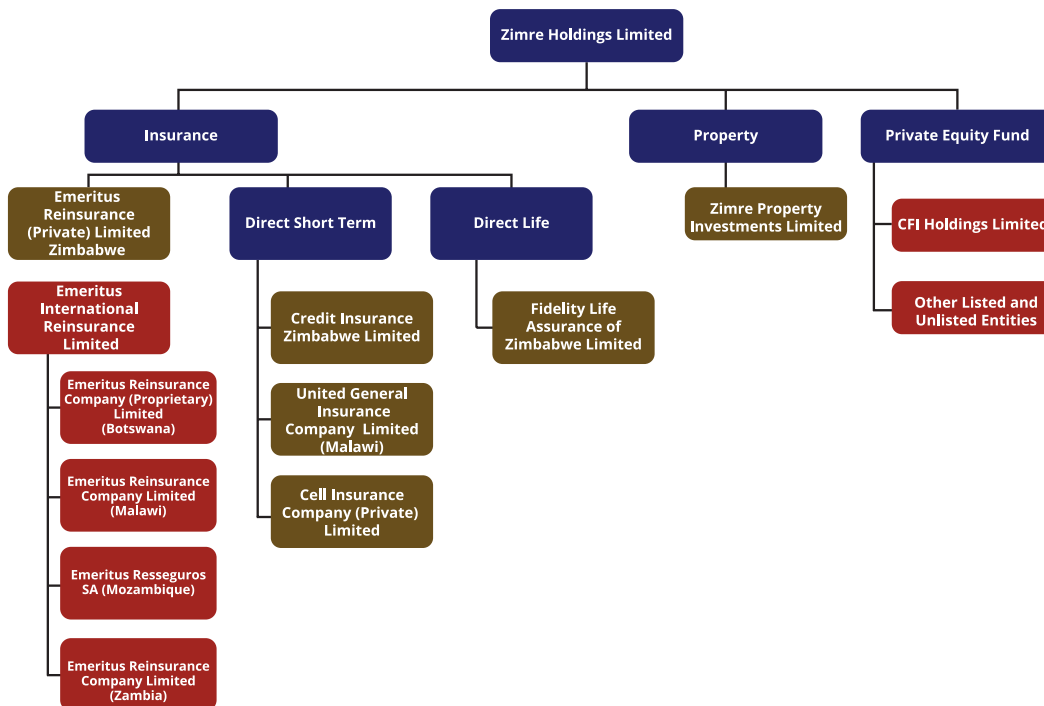 Zimre Holdings Limited
Insurance
Property
Private Equity Fund
Emeritus
Reinsurance
(Private) Limited
Zimbabwe
Direct Short Term
Direct Life
Zimre Property
Investments Limited
CFI Holdings Limited
Emeritus
International
Reinsurance
Limited
Credit Insurance
Zimbabwe Limited
Fidelity Life
Assurance of
Zimbabwe Limited
Other Listed and
Unlisted Entities
Emeritus Reinsurance
Company (Proprietary)
Limited
(Botswana)
United General
Insurance
Company Limited
(Malawi)
Emeritus Reinsurance
Company Limited
(Malawi)
Cell Insurance
Company (Private)
Limited
Emeritus Resseguros
SA (Mozambique)
Emeritus Reinsurance
Company Limited
(Zambia)